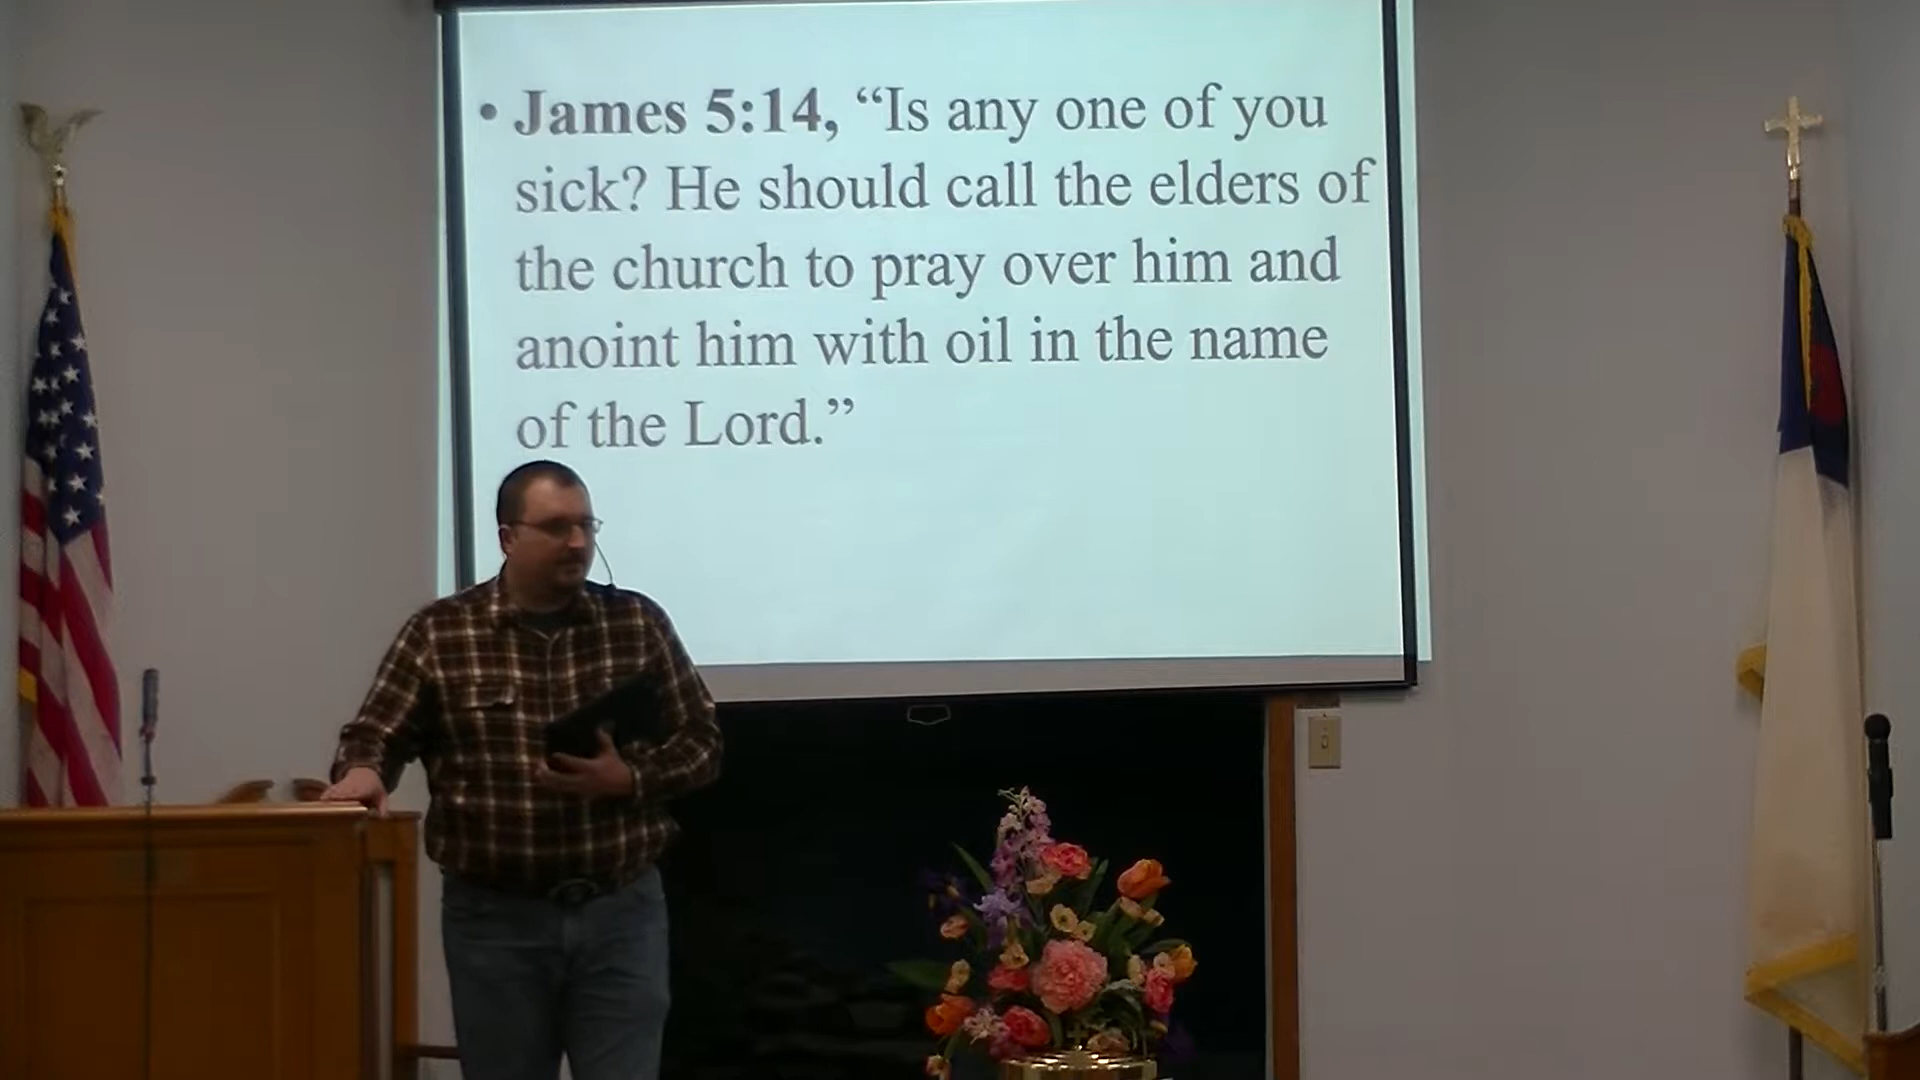 • James 5:14, “Is any one of you
sick? He should call the elders of
the church to pray over him and
anoint him with oil in the name
of the Lord.”